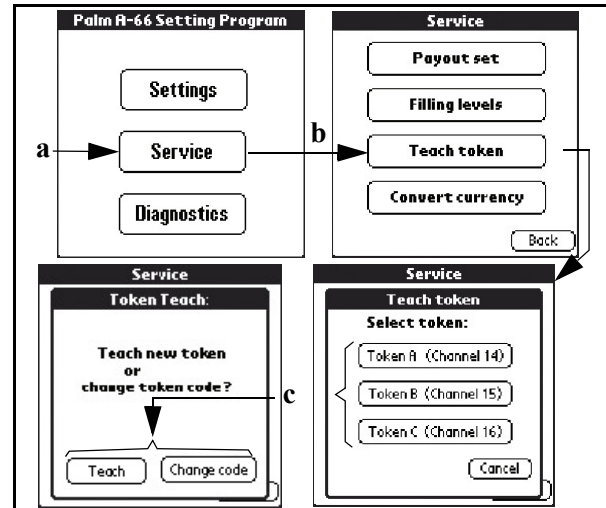 Palm A-66 Setting Program
Settings
a
Service
Diagnostics
b
Service
Payout set
Filling levels
Teach token
Convert currency
Back
Service
Token Teach:
Teach new token
or
change token code?
c
Teach
Change code
Service
Teach token
Select token:
Token A (Channel 14)
Token B (Channel 15)
Token C (Channel 16)
Cancel